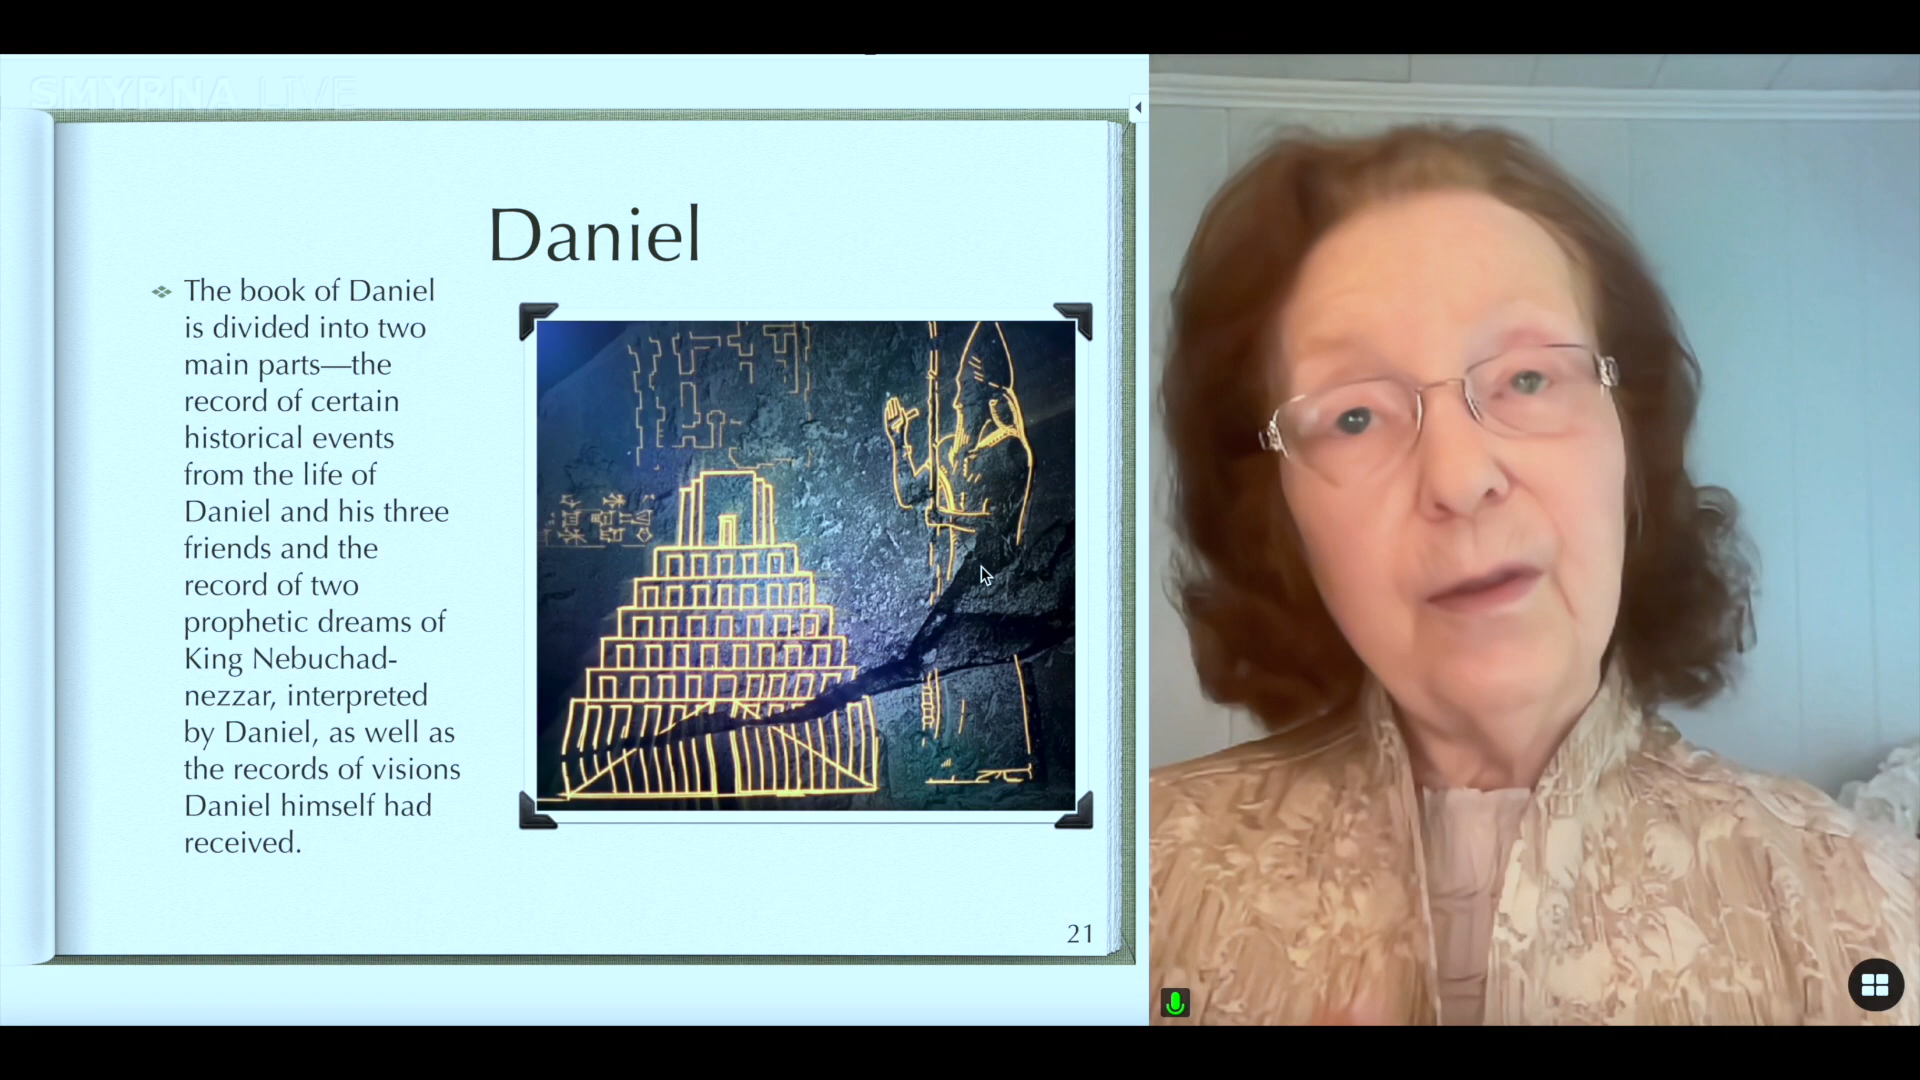 SMYRNA LIVE
Daniel
The book of Daniel
is divided into two
main parts—the
record of certain
historical events
from the life of
Daniel and his three
friends and the
record of two
prophetic dreams of
King Nebuchad-
nezzar, interpreted
by Daniel, as well as
the records of visions
Daniel himself had
received.
21